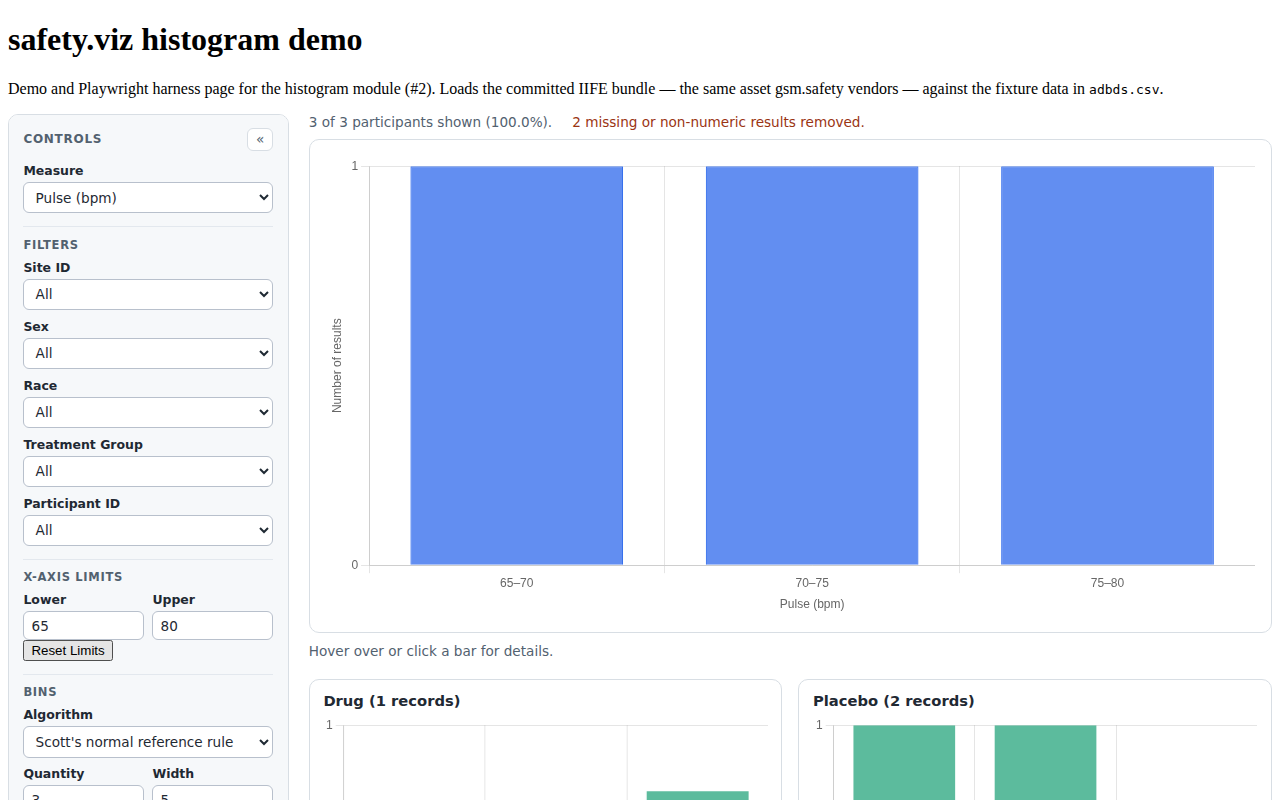 safety.viz histogram demo
Demo and Playwright harness page for the histogram module (#2). Loads the committed IIFE bundle — the same asset gsm.safety vendors — against the fixture data in adbds.csv.
CONTROLS
«
Measure
Pulse (bpm)
FILTERS
Site ID
All
Sex
All
Race
All
Treatment Group
All
Participant ID
All
X-AXIS LIMITS
Lower
Upper
65
80
Reset Limits
BINS
Algorithm
Scott's normal reference rule
Quantity
Width
3
5
3 of 3 participants shown (100.0%).
2 missing or non-numeric results removed.
1
Number of results
0
65–70
70–75
75–80
Pulse (bpm)
Hover over or click a bar for details.
Drug (1 records)
1
Placebo (2 records)
1